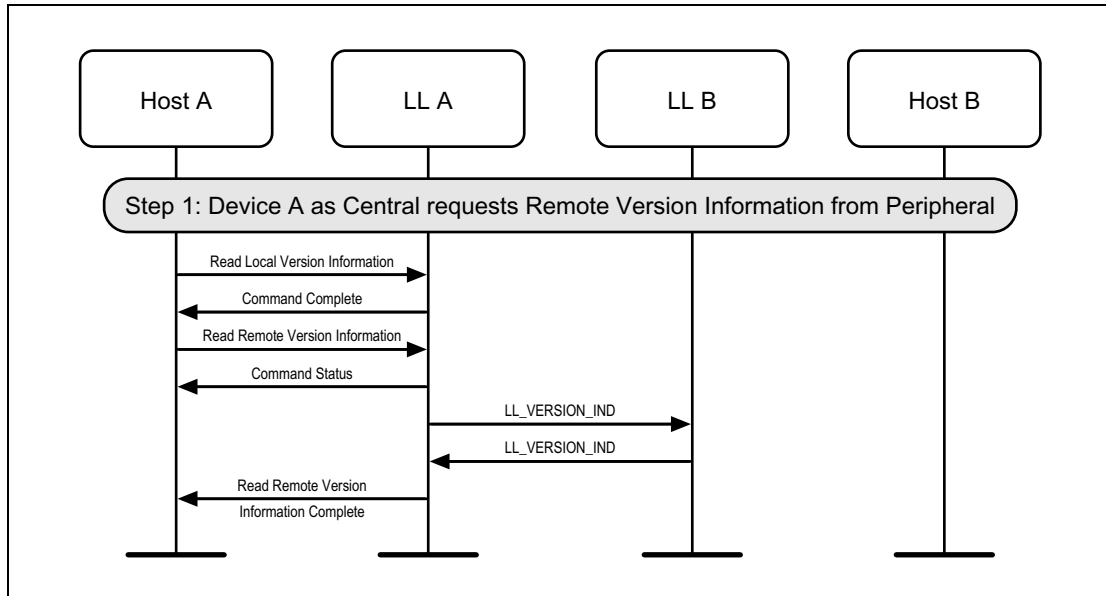 Host A
LL A
LL B
Host B
Step 1: Device A as Central requests Remote Version Information from Peripheral
Read Local Version Information
Command Complete
Read Remote Version Information
Command Status
LL_VERSION_IND
LL_VERSION_IND
Read Remote Version
Information Complete